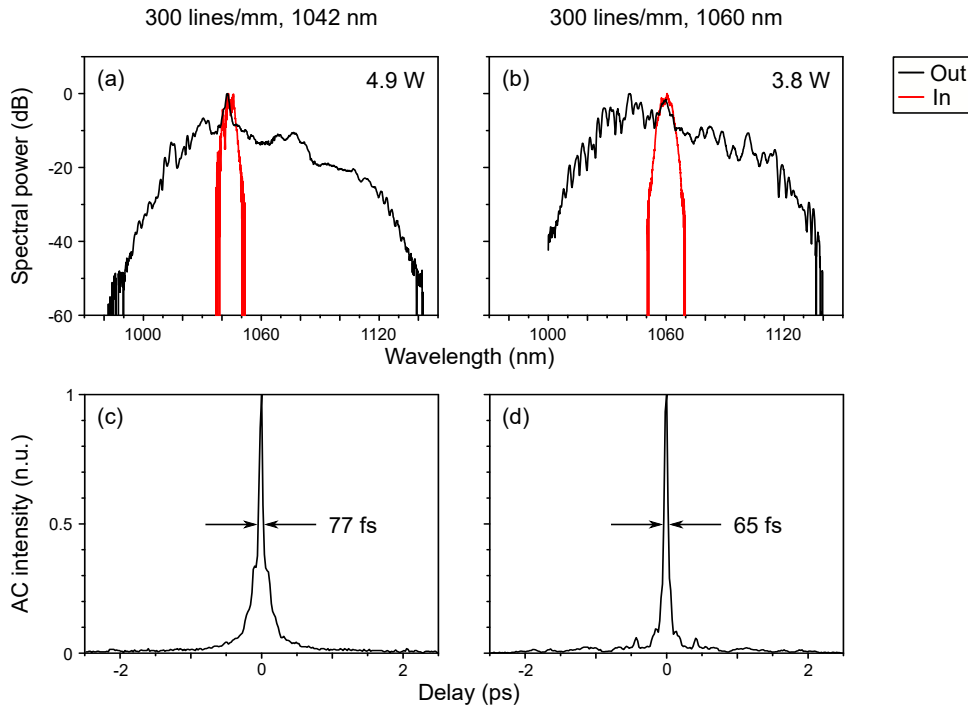 300 lines/mm, 1042 nm
300 lines/mm, 1060 nm
(a)
4.9 W
(b)
3.8 W
Out
In
Spectral power (dB)
0
-20
-40
-60
1000
1060
1120
1000
1060
1120
Wavelength (nm)
(c)
(d)
AC intensity (n.u.)
1
0.5
0
77 fs
65 fs
-2
0
2
-2
0
2
Delay (ps)